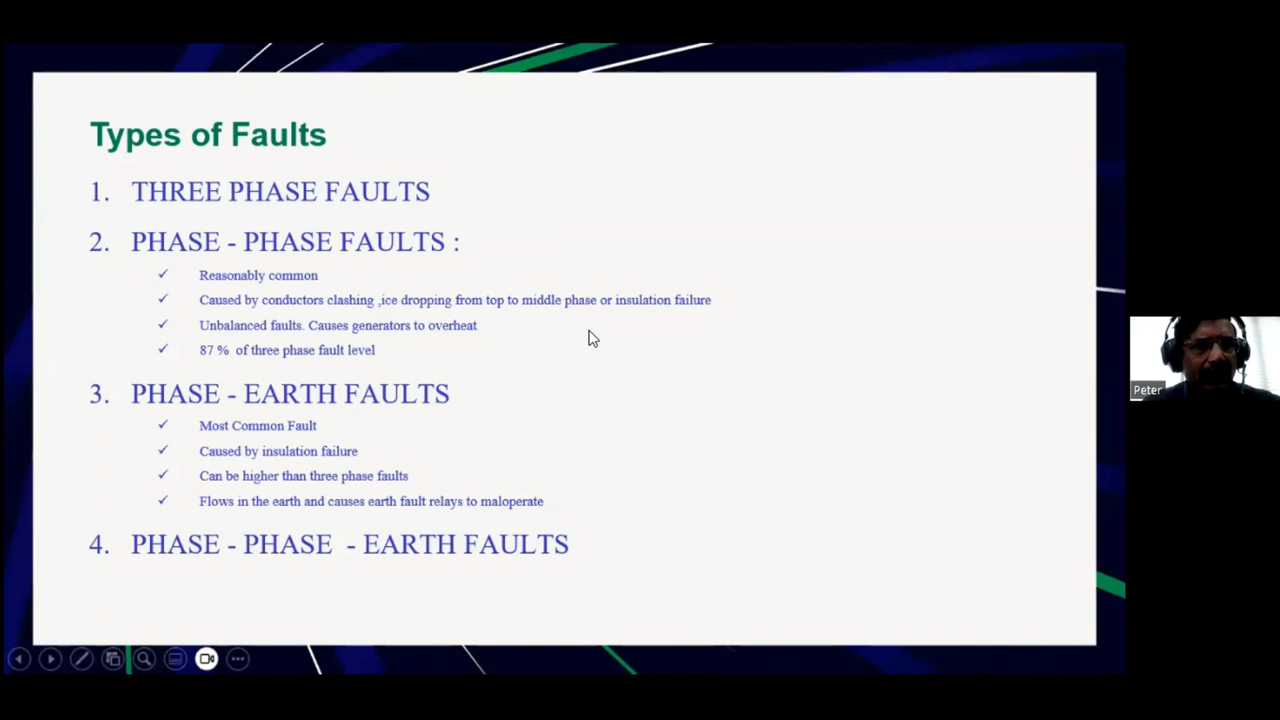 Types of Faults
1. THREE PHASE FAULTS
2. PHASE - PHASE FAULTS :
✓ Reasonably common
✓ Caused by conductors clashing ,ice dropping from top to middle phase or insulation failure
✓ Unbalanced faults. Causes generators to overheat
✓ 87 % of three phase fault level
3. PHASE - EARTH FAULTS
✓ Most Common Fault
✓ Caused by insulation failure
✓ Can be higher than three phase faults
✓ Flows in the earth and causes earth fault relays to maloperate
4. PHASE - PHASE - EARTH FAULTS
Peter